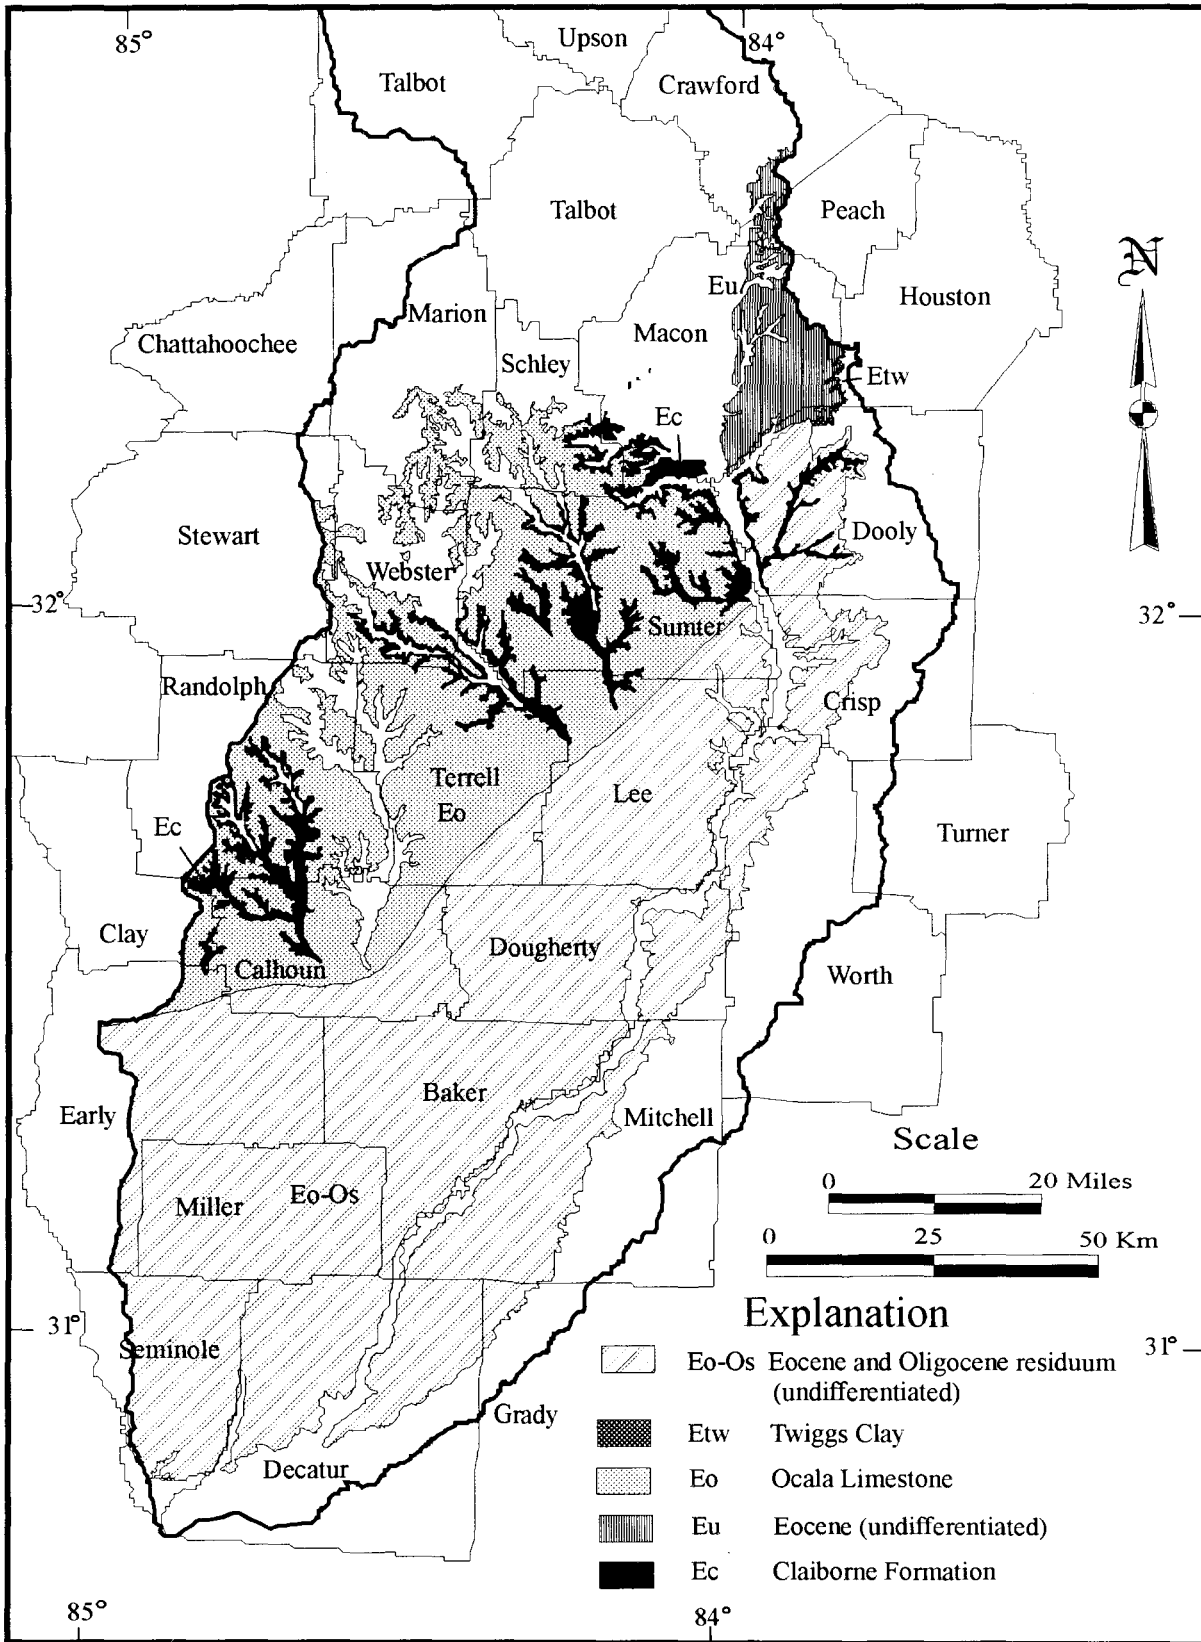 85°
84°
Upson
Talbot
Crawford
Talbot
Peach
N
Eu
Houston
Marion
Macon
Chattahoochee
Schley
Etw
Ec
Stewart
Dooly
Webster
32°
32°
Sumter
Randolph
Crisp
Terrell
Eo
Lee
Ec
Turner
Clay
Dougherty
Calhoun
Worth
Baker
Early
Mitchell
Scale
0 20 Miles
Miller
Eo-Os
0 25 50 Km
Explanation
31°
31°
Seminole
Eo-Os Eocene and Oligocene residuum
(undifferentiated)
Grady
Etw Twiggs Clay
Decatur
Eo Ocala Limestone
Eu Eocene (undifferentiated)
Ec Claiborne Formation
85°
84°